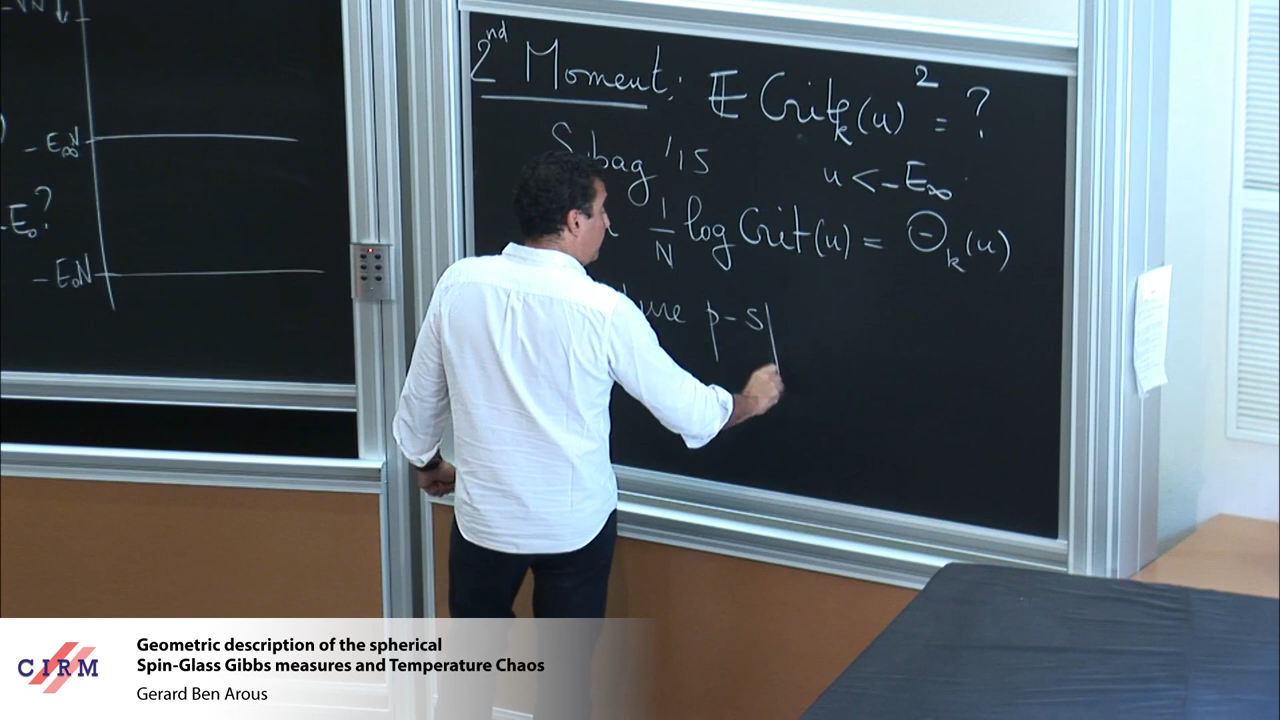 -√N
- E∞N
-E₀?
- E₀N
2nd Moment: 𝔼 Crit_k(u)² = ?
Subag '15 u < -E∞
1/N log Crit(u) = Θ_k(u)
p-s
Geometric description of the spherical
Spin-Glass Gibbs measures and Temperature Chaos
Gerard Ben Arous
CIRM